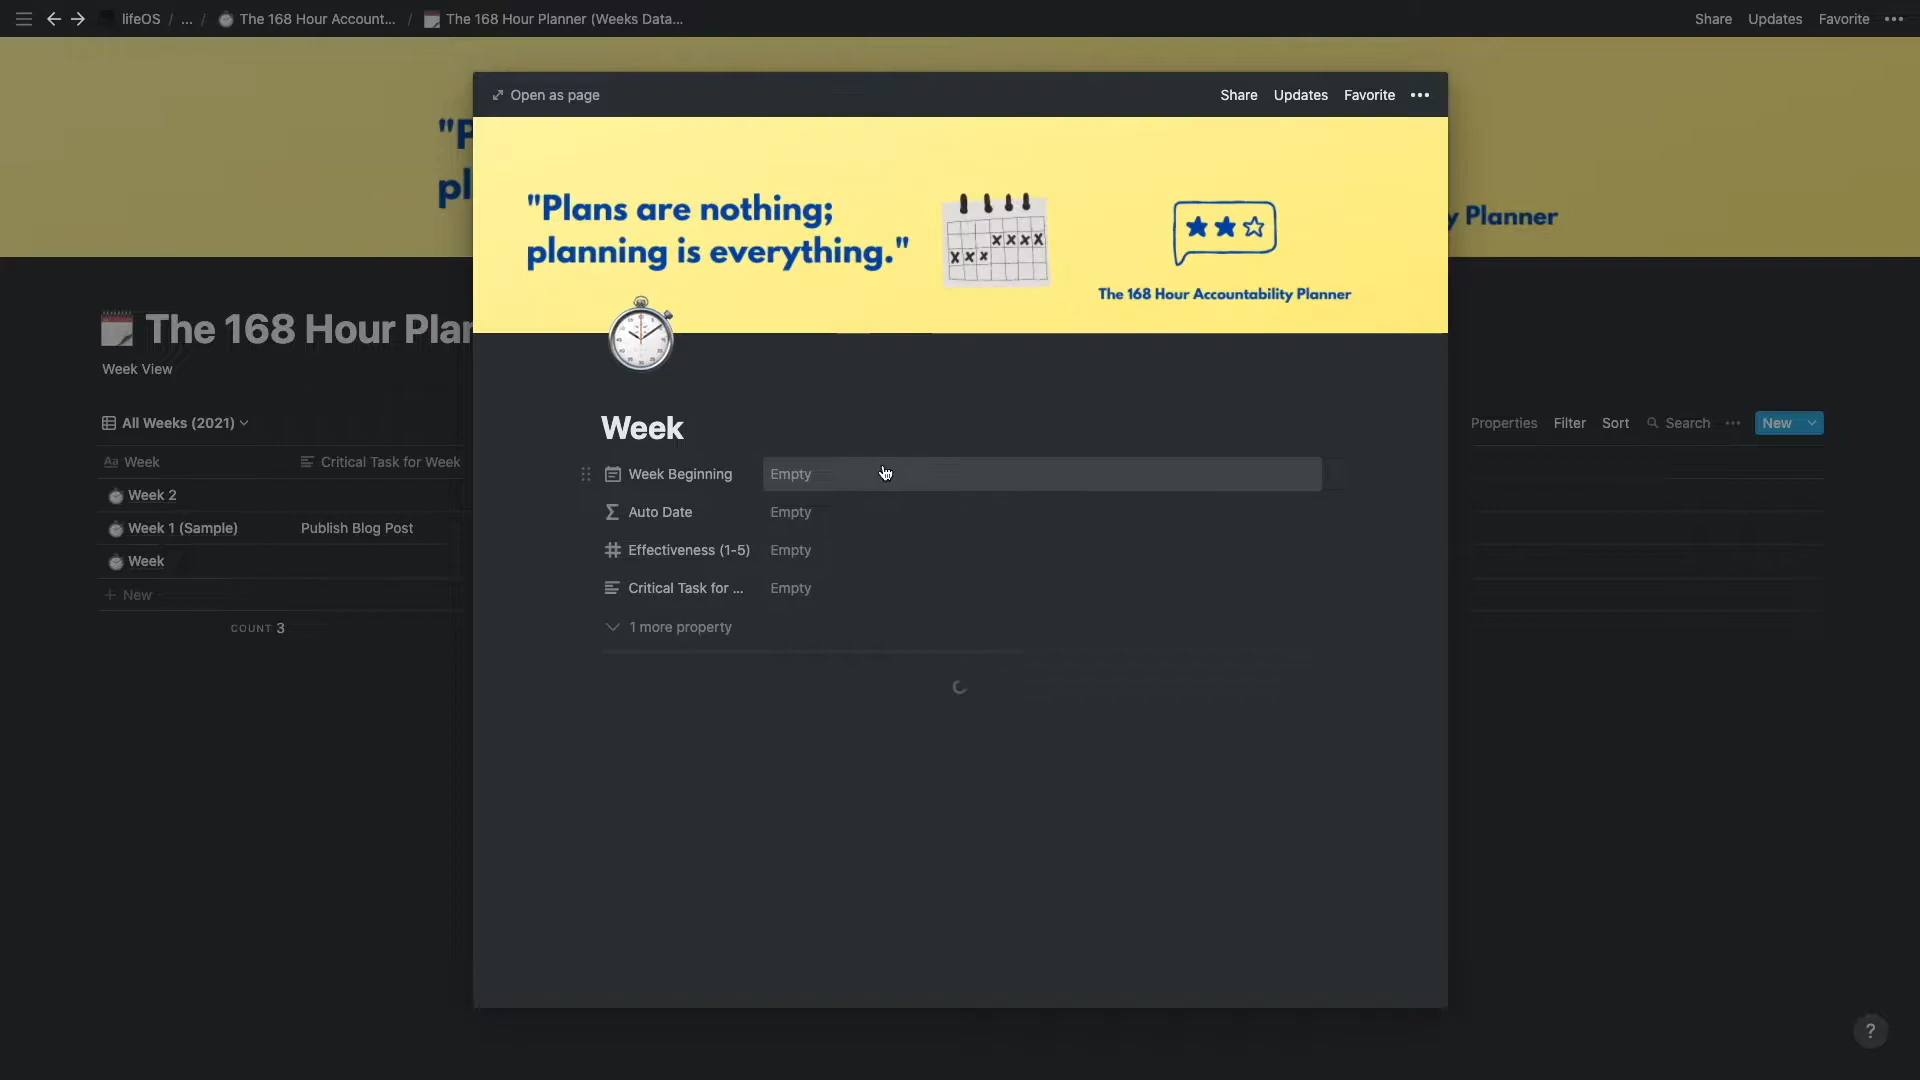 lifeOS / ... / The 168 Hour Account... / The 168 Hour Planner (Weeks Data...
Share Updates Favorite •••
Open as page
Share Updates Favorite •••
"P
pl
"Plans are nothing;
planning is everything."
x x x x
x x x
The 168 Hour Accountability Planner
y Planner
The 168 Hour Plan
Week View
All Weeks (2021)
Properties Filter Sort Search ••• New
Aa Week Critical Task for Week
Week 2
Week 1 (Sample) Publish Blog Post
Week
+ New
COUNT 3
Week
Week Beginning Empty
Auto Date Empty
Effectiveness (1-5) Empty
Critical Task for ... Empty
1 more property
?